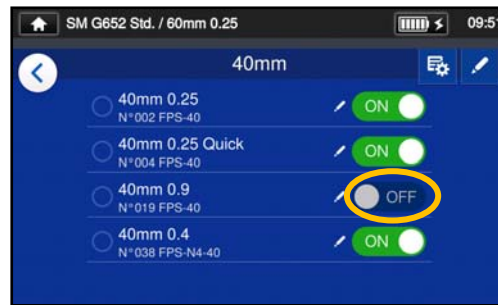 SM G652 Std. / 60mm 0.25 09:51
40mm
40mm 0.25
N°002 FPS-40
ON
40mm 0.25 Quick
N°004 FPS-40
ON
40mm 0.9
N°019 FPS-40
OFF
40mm 0.4
N°038 FPS-N4-40
ON